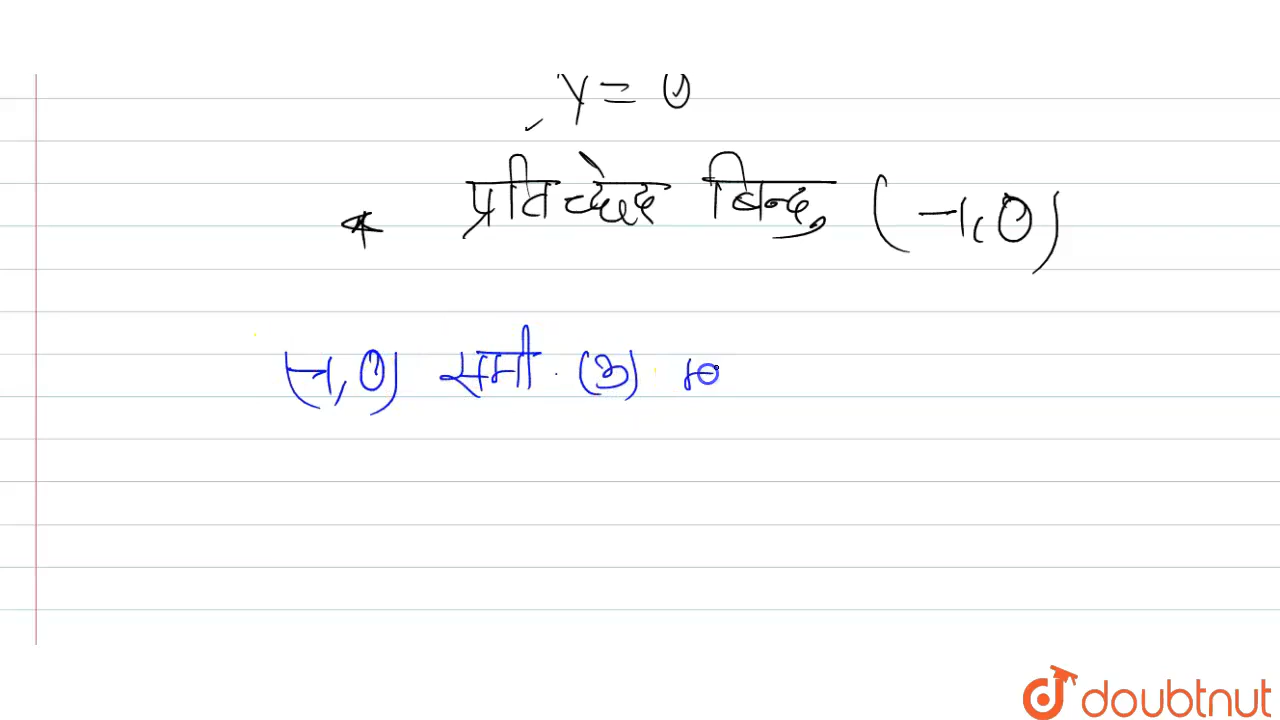 y = 0
* प्रतिच्छेद बिन्दु (-1, 0)
(-1, 0) समी. (3)
doubtnut